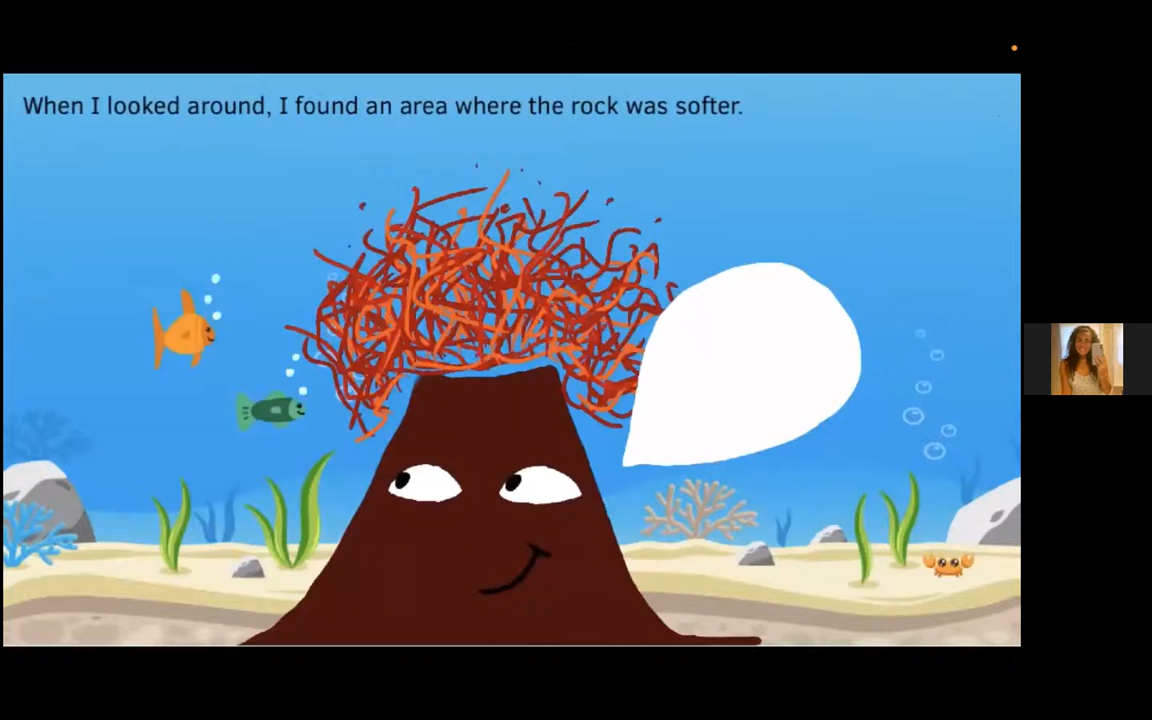 When I looked around, I found an area where the rock was softer.